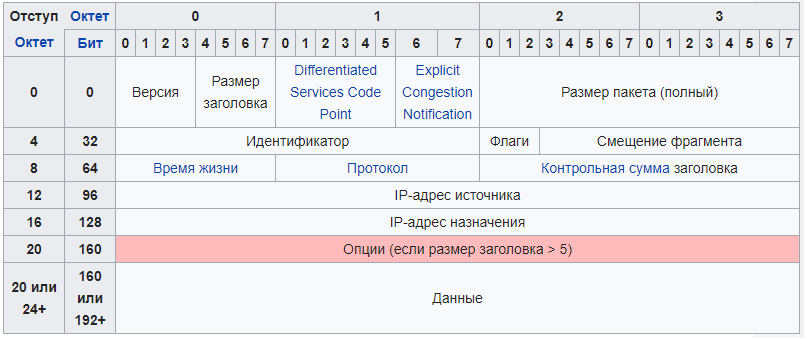 Отступ Октет 0 1 2 3
Октет Бит 0 1 2 3 4 5 6 7 0 1 2 3 4 5 6 7 0 1 2 3 4 5 6 7 0 1 2 3 4 5 6 7
0 0 Версия Размер заголовка Differentiated Services Code Point Explicit Congestion Notification Размер пакета (полный)
4 32 Идентификатор Флаги Смещение фрагмента
8 64 Время жизни Протокол Контрольная сумма заголовка
12 96 IP-адрес источника
16 128 IP-адрес назначения
20 160 Опции (если размер заголовка > 5)
20 или 24+ 160 или 192+ Данные